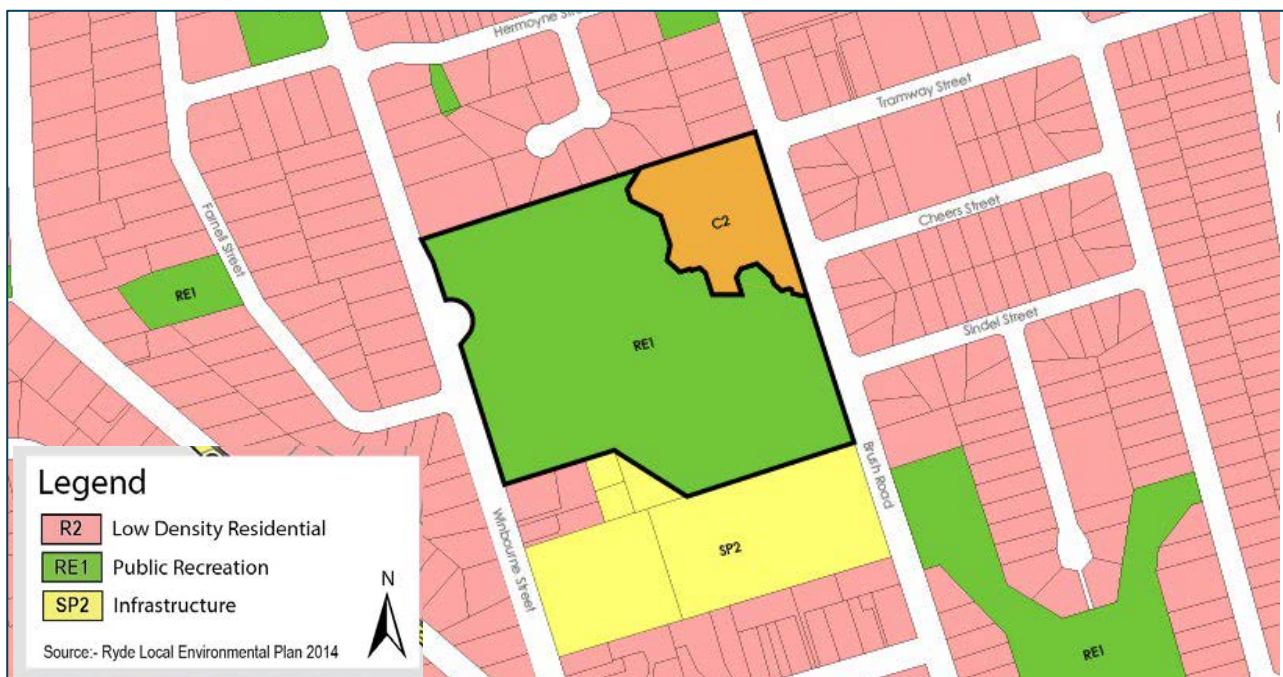 Hermoyne Street
Tramway Street
Farnell Street
C2
Cheers Street
RE1
Sindel Street
RE1
Brush Road
Winbourne Street
SP2
RE1
Legend
R2 Low Density Residential
RE1 Public Recreation
SP2 Infrastructure
N
Source:- Ryde Local Environmental Plan 2014